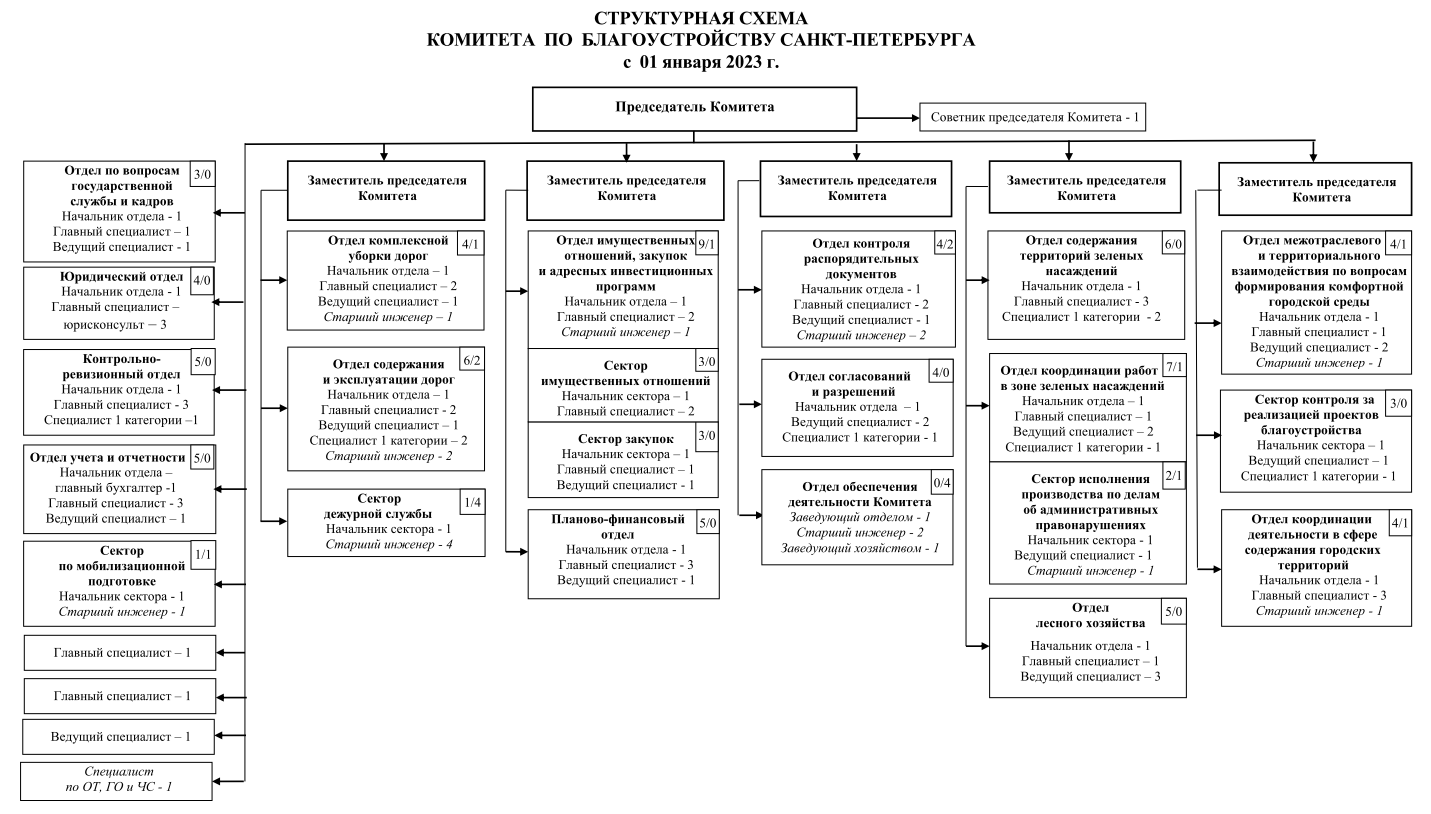 СТРУКТУРНАЯ СХЕМА
КОМИТЕТА ПО БЛАГОУСТРОЙСТВУ САНКТ-ПЕТЕРБУРГА
с 01 января 2023 г.
Председатель Комитета
Советник председателя Комитета - 1
Отдел по вопросам
государственной
службы и кадров
3/0
Начальник отдела - 1
Главный специалист – 1
Ведущий специалист - 1
Юридический отдел
4/0
Начальник отдела - 1
Главный специалист –
юрисконсульт – 3
Контрольно-
ревизионный отдел
5/0
Начальник отдела - 1
Главный специалист - 3
Специалист 1 категории –1
Отдел учета и отчетности
5/0
Начальник отдела –
главный бухгалтер -1
Главный специалист - 3
Ведущий специалист – 1
Сектор
по мобилизационной
подготовке
1/1
Начальник сектора - 1
Старший инженер - 1
Главный специалист – 1
Главный специалист – 1
Ведущий специалист – 1
Специалист
по ОТ, ГО и ЧС - 1
Заместитель председателя
Комитета
Отдел комплексной
уборки дорог
4/1
Начальник отдела – 1
Главный специалист – 2
Ведущий специалист – 1
Старший инженер – 1
Отдел содержания
и эксплуатации дорог
6/2
Начальник отдела – 1
Главный специалист - 2
Ведущий специалист – 1
Специалист 1 категории – 2
Старший инженер - 2
Сектор
дежурной службы
1/4
Начальник сектора - 1
Старший инженер - 4
Заместитель председателя
Комитета
Отдел имущественных
отношений, закупок
и адресных инвестиционных
программ
9/1
Начальник отдела – 1
Главный специалист – 2
Старший инженер – 1
Сектор
имущественных отношений
3/0
Начальник сектора – 1
Главный специалист – 2
Сектор закупок
3/0
Начальник сектора – 1
Главный специалист – 1
Ведущий специалист - 1
Планово-финансовый
отдел
5/0
Начальник отдела - 1
Главный специалист - 3
Ведущий специалист - 1
Заместитель председателя
Комитета
Отдел контроля
распорядительных
документов
4/2
Начальник отдела - 1
Главный специалист - 2
Ведущий специалист - 1
Старший инженер – 2
Отдел согласований
и разрешений
4/0
Начальник отдела – 1
Ведущий специалист - 2
Специалист 1 категории - 1
Отдел обеспечения
деятельности Комитета
0/4
Заведующий отделом - 1
Старший инженер – 2
Заведующий хозяйством - 1
Заместитель председателя
Комитета
Отдел содержания
территорий зеленых
насаждений
6/0
Начальник отдела - 1
Главный специалист - 3
Специалист 1 категории - 2
Отдел координации работ
в зоне зеленых насаждений
7/1
Начальник отдела – 1
Главный специалист – 1
Ведущий специалист – 2
Специалист 1 категории - 1
Сектор исполнения
производства по делам
об административных
правонарушениях
2/1
Начальник сектора - 1
Ведущий специалист - 1
Старший инженер - 1
Отдел
лесного хозяйства
5/0
Начальник отдела - 1
Главный специалист – 1
Ведущий специалист – 3
Заместитель председателя
Комитета
Отдел межотраслевого
и территориального
взаимодействия по вопросам
формирования комфортной
городской среды
4/1
Начальник отдела - 1
Главный специалист - 1
Ведущий специалист - 2
Старший инженер - 1
Сектор контроля за
реализацией проектов
благоустройства
3/0
Начальник сектора – 1
Ведущий специалист – 1
Специалист 1 категории - 1
Отдел координации
деятельности в сфере
содержания городских
территорий
4/1
Начальник отдела - 1
Главный специалист - 3
Старший инженер - 1